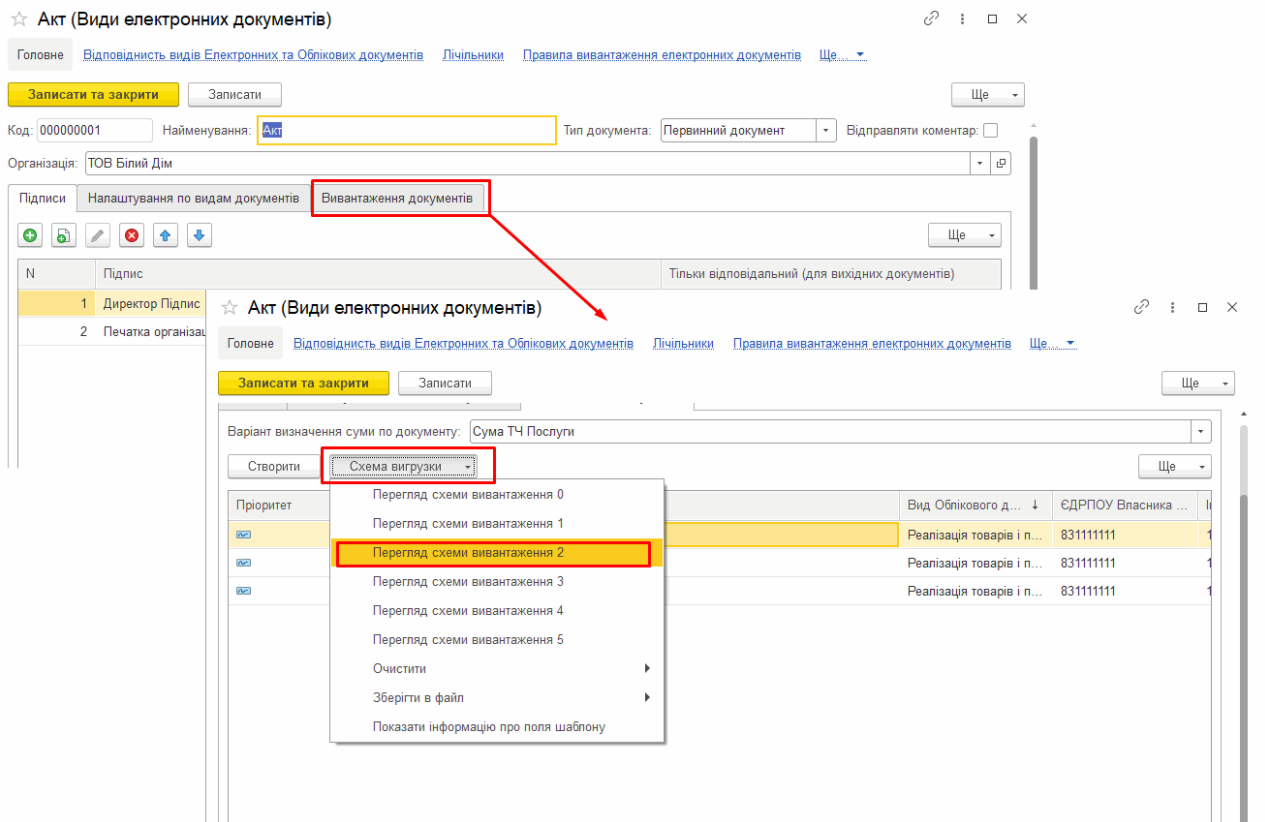 Акт (Види електронних документів)
Головне Відповідність видів Електронних та Облікових документів Лічільники Правила вивантаження електронних документів Ще...
Записати та закрити Записати Ще
Код: 000000001 Найменування: Акт Тип документа: Первинний документ Відправляти коментар:
Організація: ТОВ Білий Дім
Підписи Налаштування по видам документів Вивантаження документів
Ще
N Підпис Тільки відповідальний (для вихідних документів)
1 Директор Підпис
2 Печатка організац
Акт (Види електронних документів)
Головне Відповідність видів Електронних та Облікових документів Лічільники Правила вивантаження електронних документів Ще...
Записати та закрити Записати Ще
Варіант визначення суми по документу: Сума ТЧ Послуги
Створити Схема вигрузки Ще
Пріоритет Вид Облікового д... ЄДРПОУ Власника ...
Перегляд схеми вивантаження 0
Перегляд схеми вивантаження 1
Перегляд схеми вивантаження 2
Перегляд схеми вивантаження 3
Перегляд схеми вивантаження 4
Перегляд схеми вивантаження 5
Очистити
Зберігти в файл
Показати інформацію про поля шаблону
Реалізація товарів і п... 831111111 1
Реалізація товарів і п... 831111111 1
Реалізація товарів і п... 831111111 1